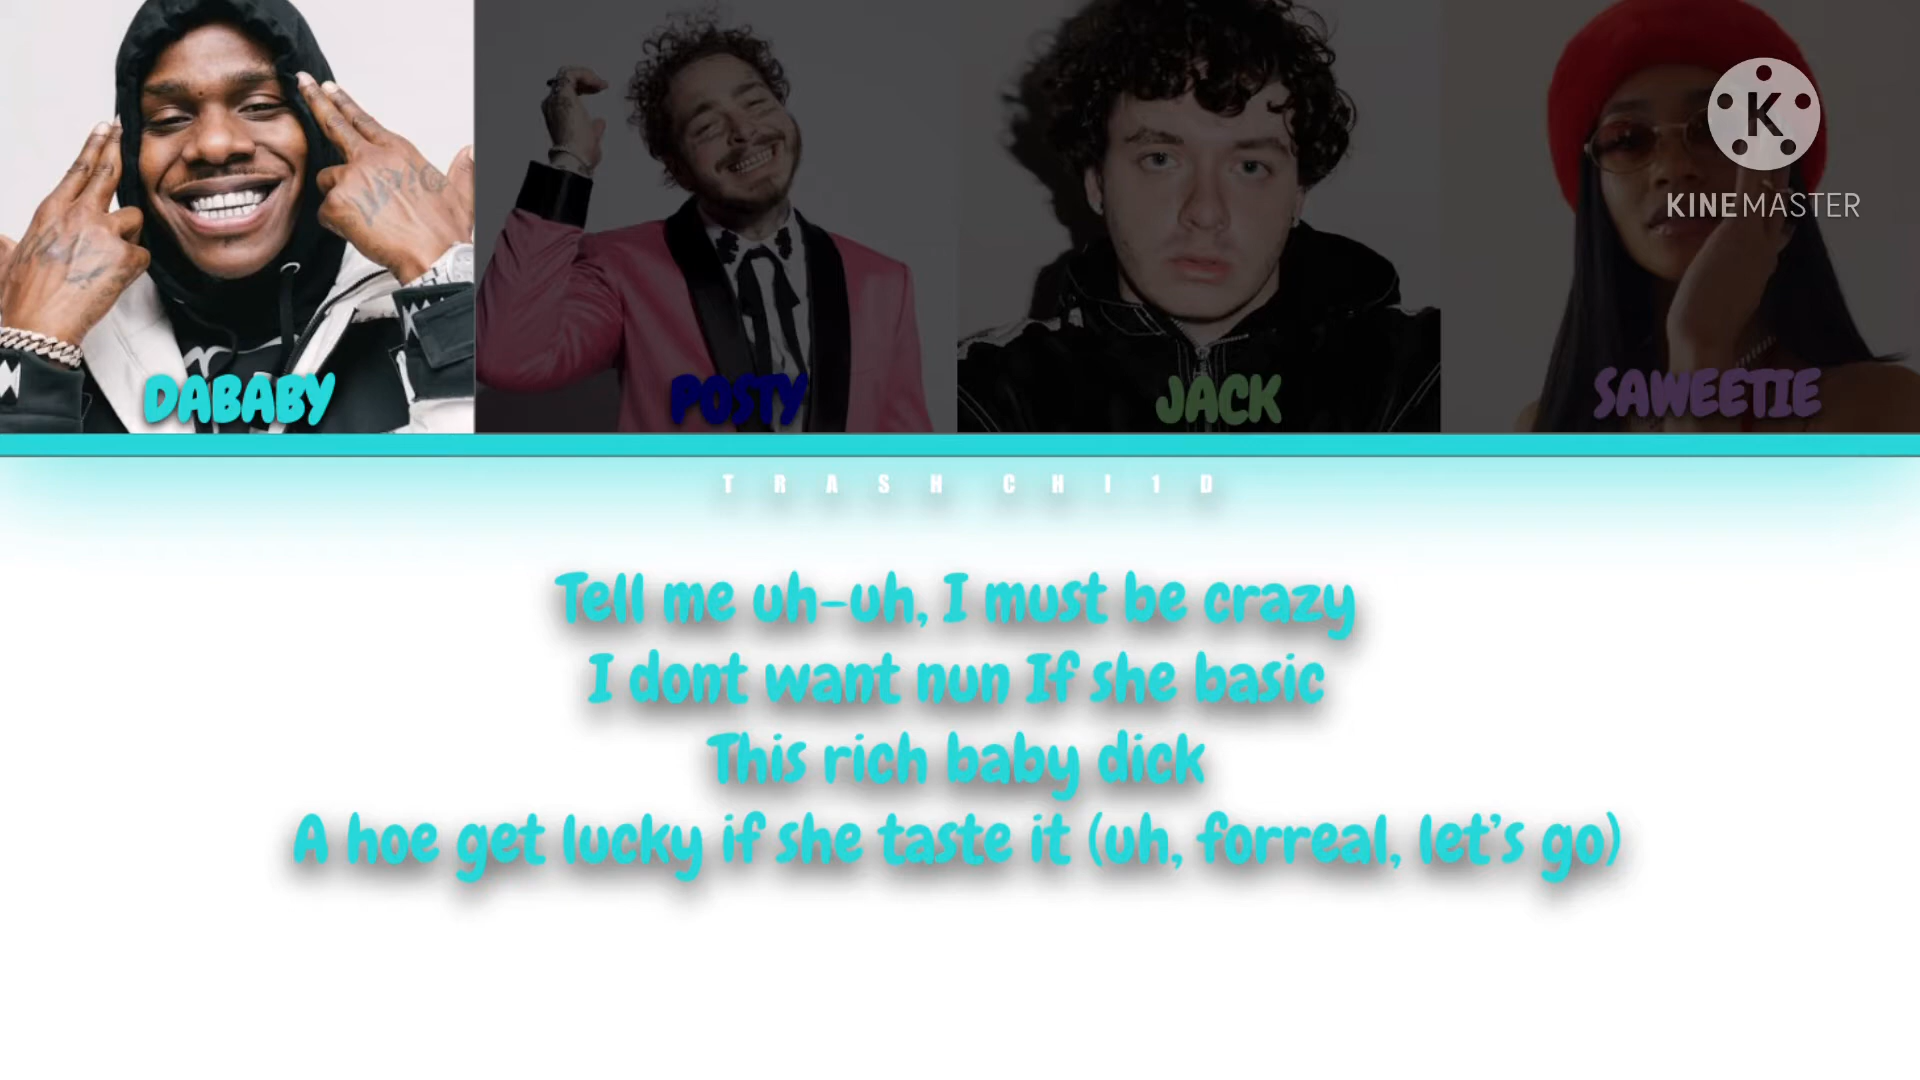 K
KINEMASTER
DABABY
POSTY
JACK
SAWEETIE
TRASH CHI1D
Tell me uh-uh, I must be crazy
I dont want nun If she basic
This rich baby dick
A hoe get lucky if she taste it (uh, forreal, let's go)